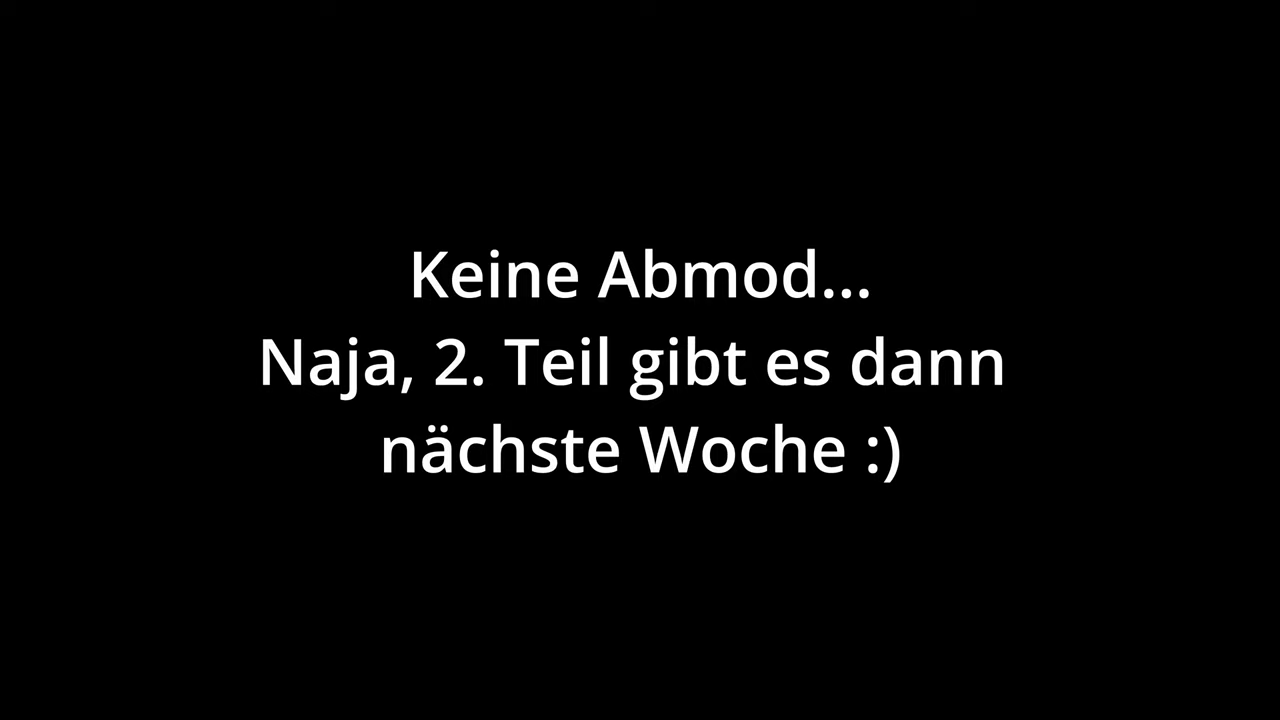 Keine Abmod...
Naja, 2. Teil gibt es dann
nächste Woche :)